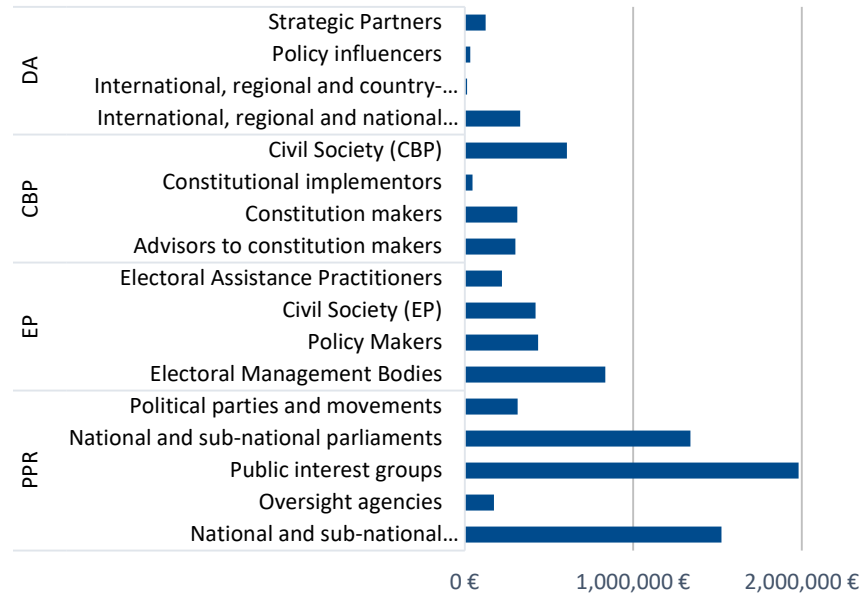 DA
Strategic Partners
Policy influencers
International, regional and country-...
International, regional and national...
CBP
Civil Society (CBP)
Constitutional implementors
Constitution makers
Advisors to constitution makers
EP
Electoral Assistance Practitioners
Civil Society (EP)
Policy Makers
Electoral Management Bodies
PPR
Political parties and movements
National and sub-national parliaments
Public interest groups
Oversight agencies
National and sub-national...
0 € 1,000,000 € 2,000,000 €